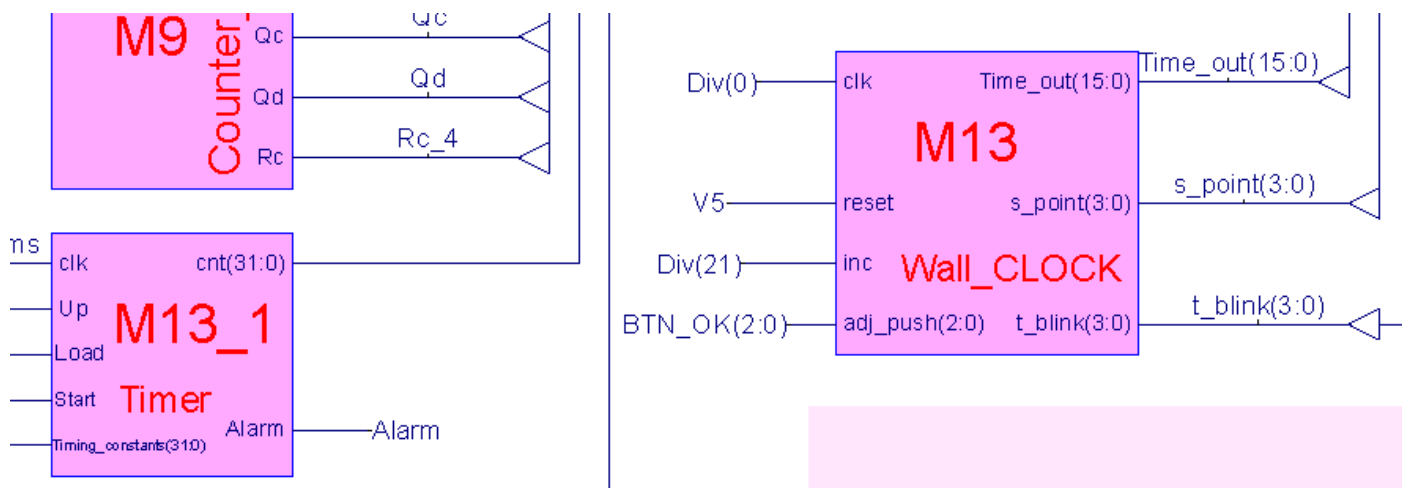 Qc
M9
Counter_
Qc
Qd
Qd
Rc_4
Rc
ms
clk
cnt(31:0)
Up
M13_1
Load
Start
Timer
Alarm
Alarm
Timing_constants(31:0)
Div(0)
clk
Time_out(15:0)
Time_out(15:0)
M13
V5
reset
s_point(3:0)
s_point(3:0)
Div(21)
inc
Wall_CLOCK
BTN_OK(2:0)
adj_push(2:0)
t_blink(3:0)
t_blink(3:0)